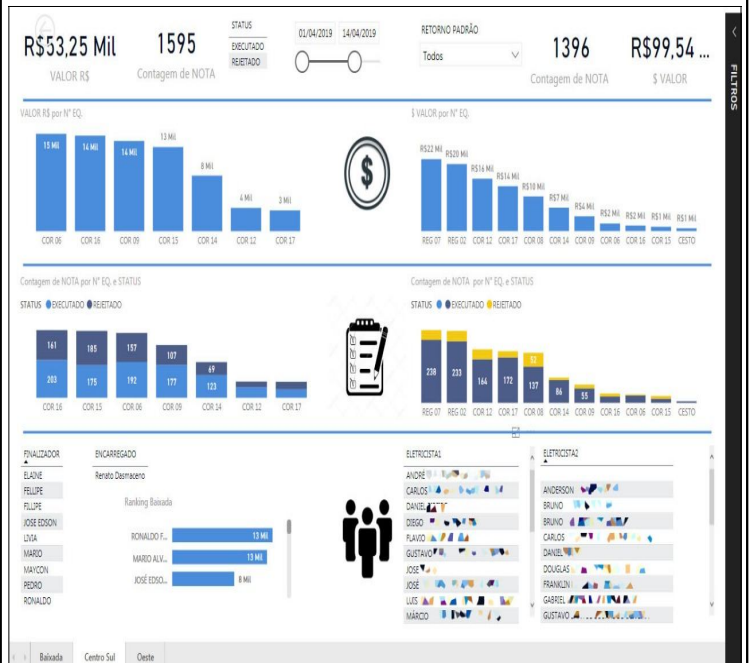 R$53,25 Mil
VALOR R$
1595
Contagem de NOTA
STATUS
EXECUTADO
REJEITADO
01/04/2019 14/04/2019
RETORNO PADRÃO
Todos
1396
Contagem de NOTA
R$99,54 ...
$ VALOR
FILTROS
VALOR R$ por N° EQ.
15 Mil 14 Mil 14 Mil 13 Mil 8 Mil 4 Mil 3 Mil
COR 06 COR 16 COR 09 COR 15 COR 14 COR 12 COR 17
$
$ VALOR por N° EQ.
R$22 Mil R$20 Mil R$16 Mil R$14 Mil R$10 Mil R$7 Mil R$4 Mil R$2 Mil R$2 Mil R$1 Mil R$1 Mil
REG 07 REG 02 COR 12 COR 17 COR 08 COR 14 COR 09 COR 06 COR 16 COR 15 CESTO
Contagem de NOTA por N° EQ. e STATUS
STATUS EXECUTADO REJEITADO
161 185 157 107 69
203 175 192 177 123
COR 16 COR 15 COR 06 COR 09 COR 14 COR 12 COR 17
Contagem de NOTA por N° EQ. e STATUS
STATUS EXECUTADO REJEITADO
238 233 164 172 137 86 55
REG 07 REG 02 COR 12 COR 17 COR 08 COR 14 COR 09 COR 16 COR 06 COR 15 CESTO
FINALIZADOR
ELAINE
FELLIPE
FILLIPE
JOSE EDSON
LIVIA
MARIO
MAYCON
PEDRO
RONALDO
ENCARREGADO
Renato Dasmaceno
Ranking Baixada
RONALDO F... 13 Mil
MARIO ALV... 13 Mil
JOSÉ EDSO... 8 Mil
ELETRICISTA1
ANDRÉ
CARLOS
DANIEL
DIEGO
FLAVIO
GUSTAVO
JOSE
JOSÉ
LUIS
MÁRCIO
ELETRICISTA2
ANDERSON
BRUNO
BRUNO
CARLOS
DANIEL
DOUGLAS
FRANKLIN
GABRIEL
GUSTAVO
Baixada Centro Sul Oeste